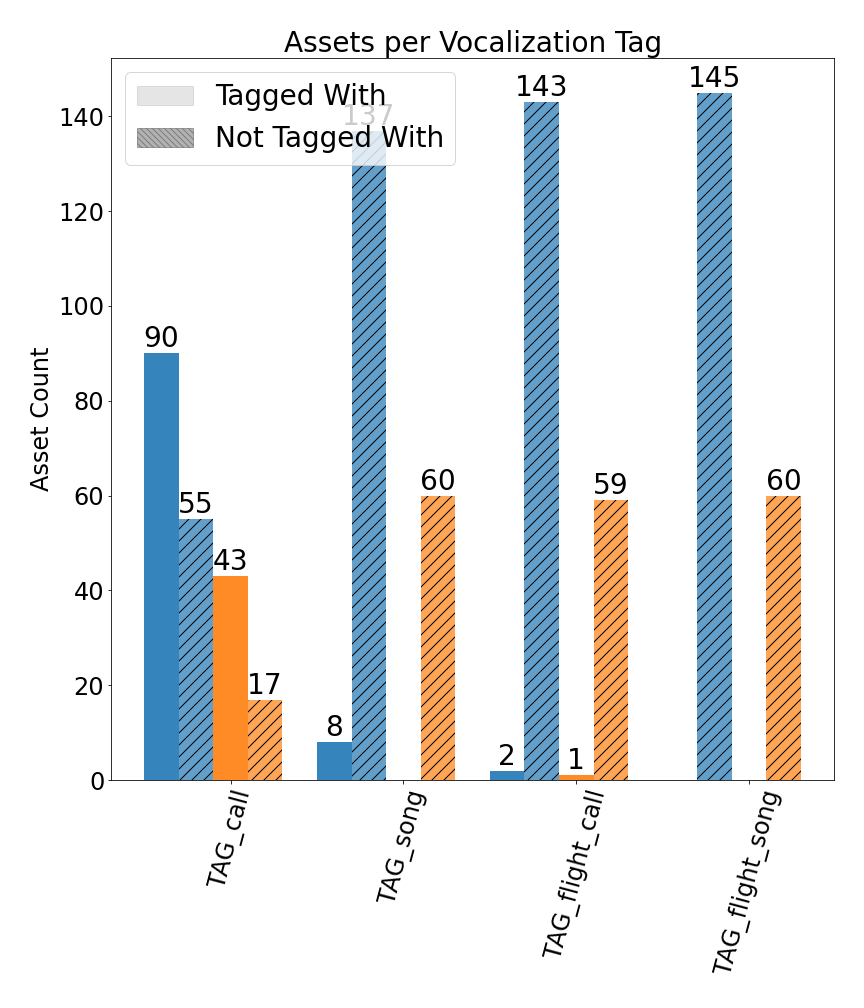 Assets per Vocalization Tag
Tagged With
Not Tagged With
Asset Count
140
120
100
80
60
40
20
0
90
55
43
17
8
137
60
2
143
1
59
145
60
TAG_call
TAG_song
TAG_flight_call
TAG_flight_song